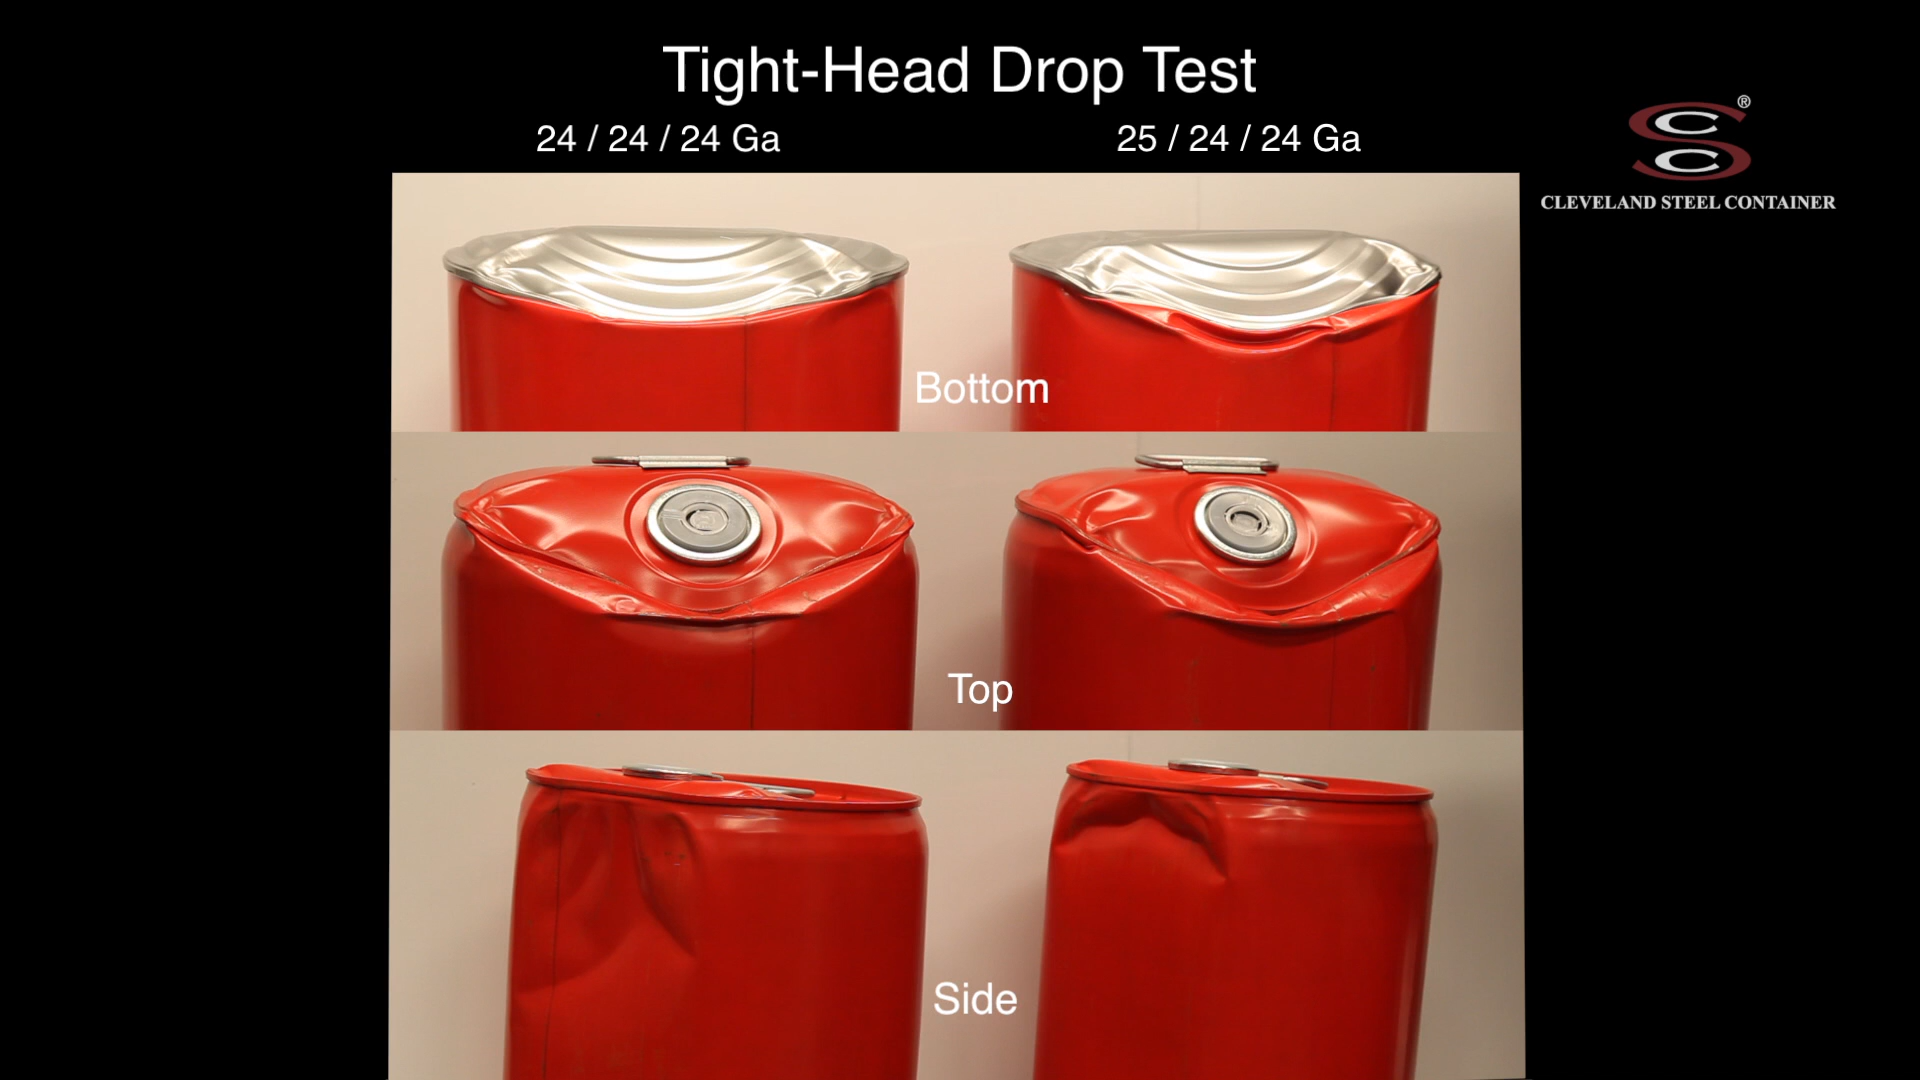 Tight-Head Drop Test
24 / 24 / 24 Ga
25 / 24 / 24 Ga
®
CLEVELAND STEEL CONTAINER
Bottom
Top
Side